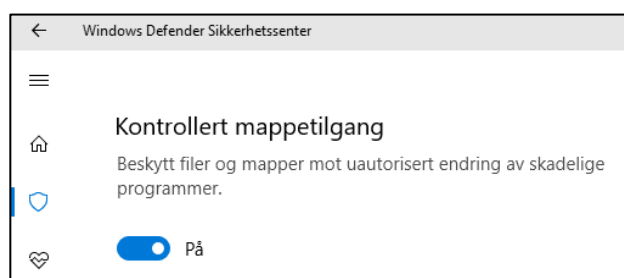 Windows Defender Sikkerhetssenter
Kontrollert mappetilgang
Beskytt filer og mapper mot uautorisert endring av skadelige
programmer.
På